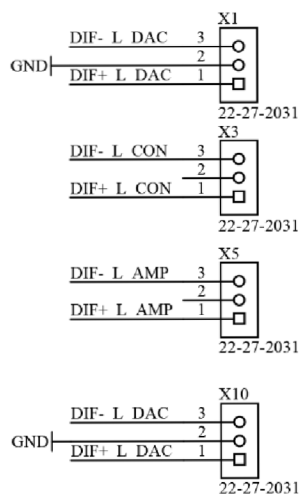 X1
DIF- L DAC 3
GND 2
DIF+ L DAC 1
22-27-2031
X3
DIF- L CON 3
2
DIF+ L CON 1
22-27-2031
X5
DIF- L AMP 3
2
DIF+ L AMP 1
22-27-2031
X10
DIF- L DAC 3
GND 2
DIF+ L DAC 1
22-27-2031